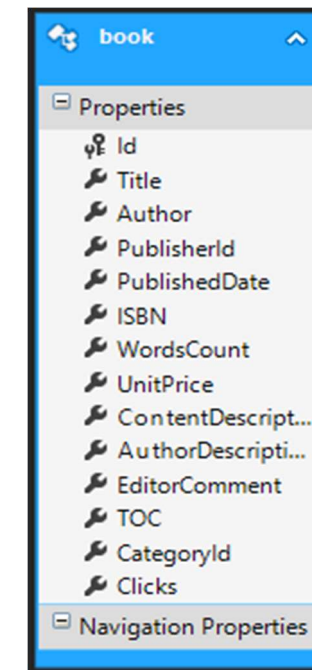 book
Properties
Id
Title
Author
PublisherId
PublishedDate
ISBN
WordsCount
UnitPrice
ContentDescript...
AuthorDescripti...
EditorComment
TOC
CategoryId
Clicks
Navigation Properties